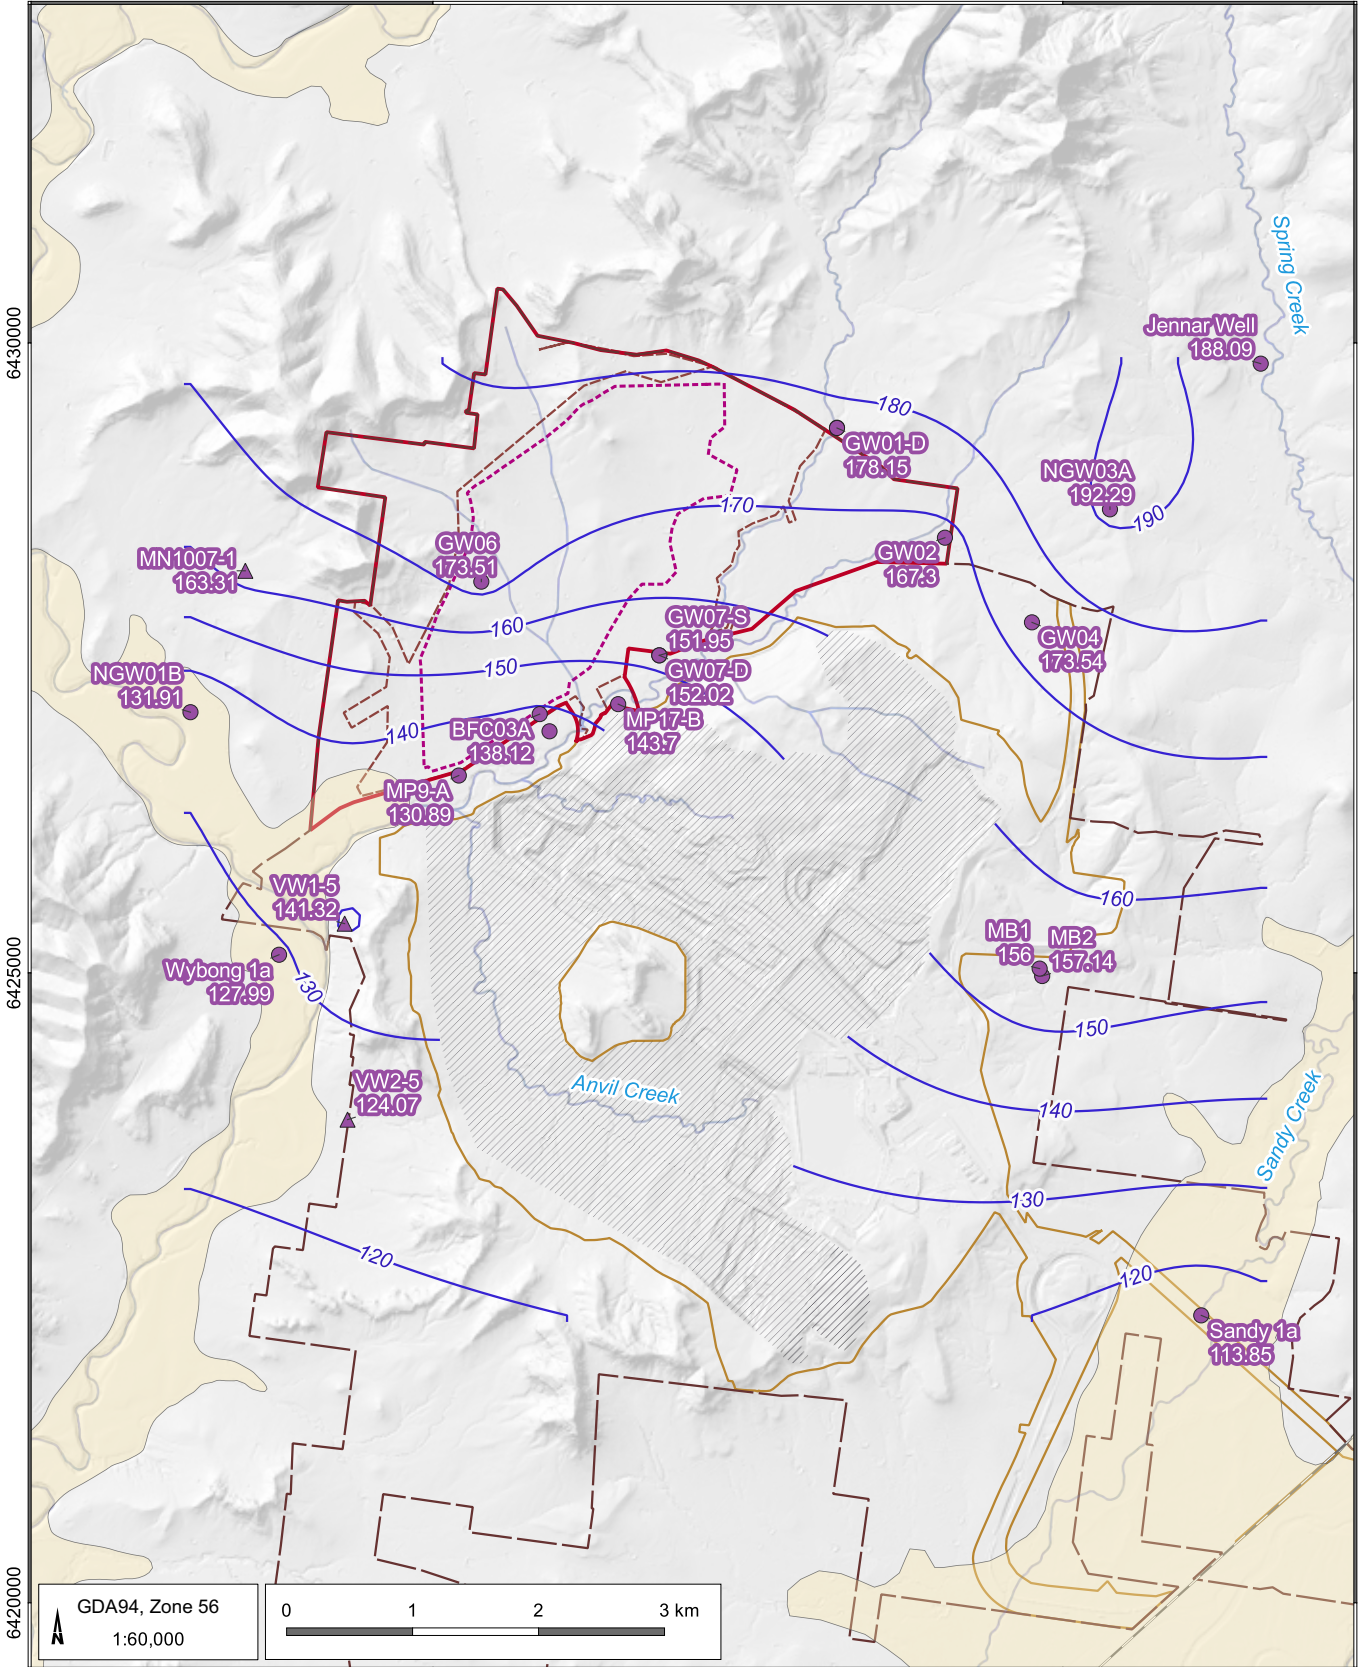 Spring Creek
6430000
Jennar Well
188.09
180
GW01-D
178.15
NGW03A
192.29
190
170
GW06
173.51
MN1007-1
163.31
GW02
167.3
160
GW07-S
151.95
GW04
173.54
150
GW07-D
152.02
NGW01B
131.91
MP17-B
143.7
140
BFC03A
138.12
MP9-A
130.89
VW1-5
141.32
160
MB1
156
MB2
157.14
6425000
Wybong 1a
127.99
130
150
VW2-5
124.07
Anvil Creek
140
Sandy Creek
130
120
120
Sandy 1a
113.85
6420000
GDA94, Zone 56
N
1:60,000
0 1 2 3 km